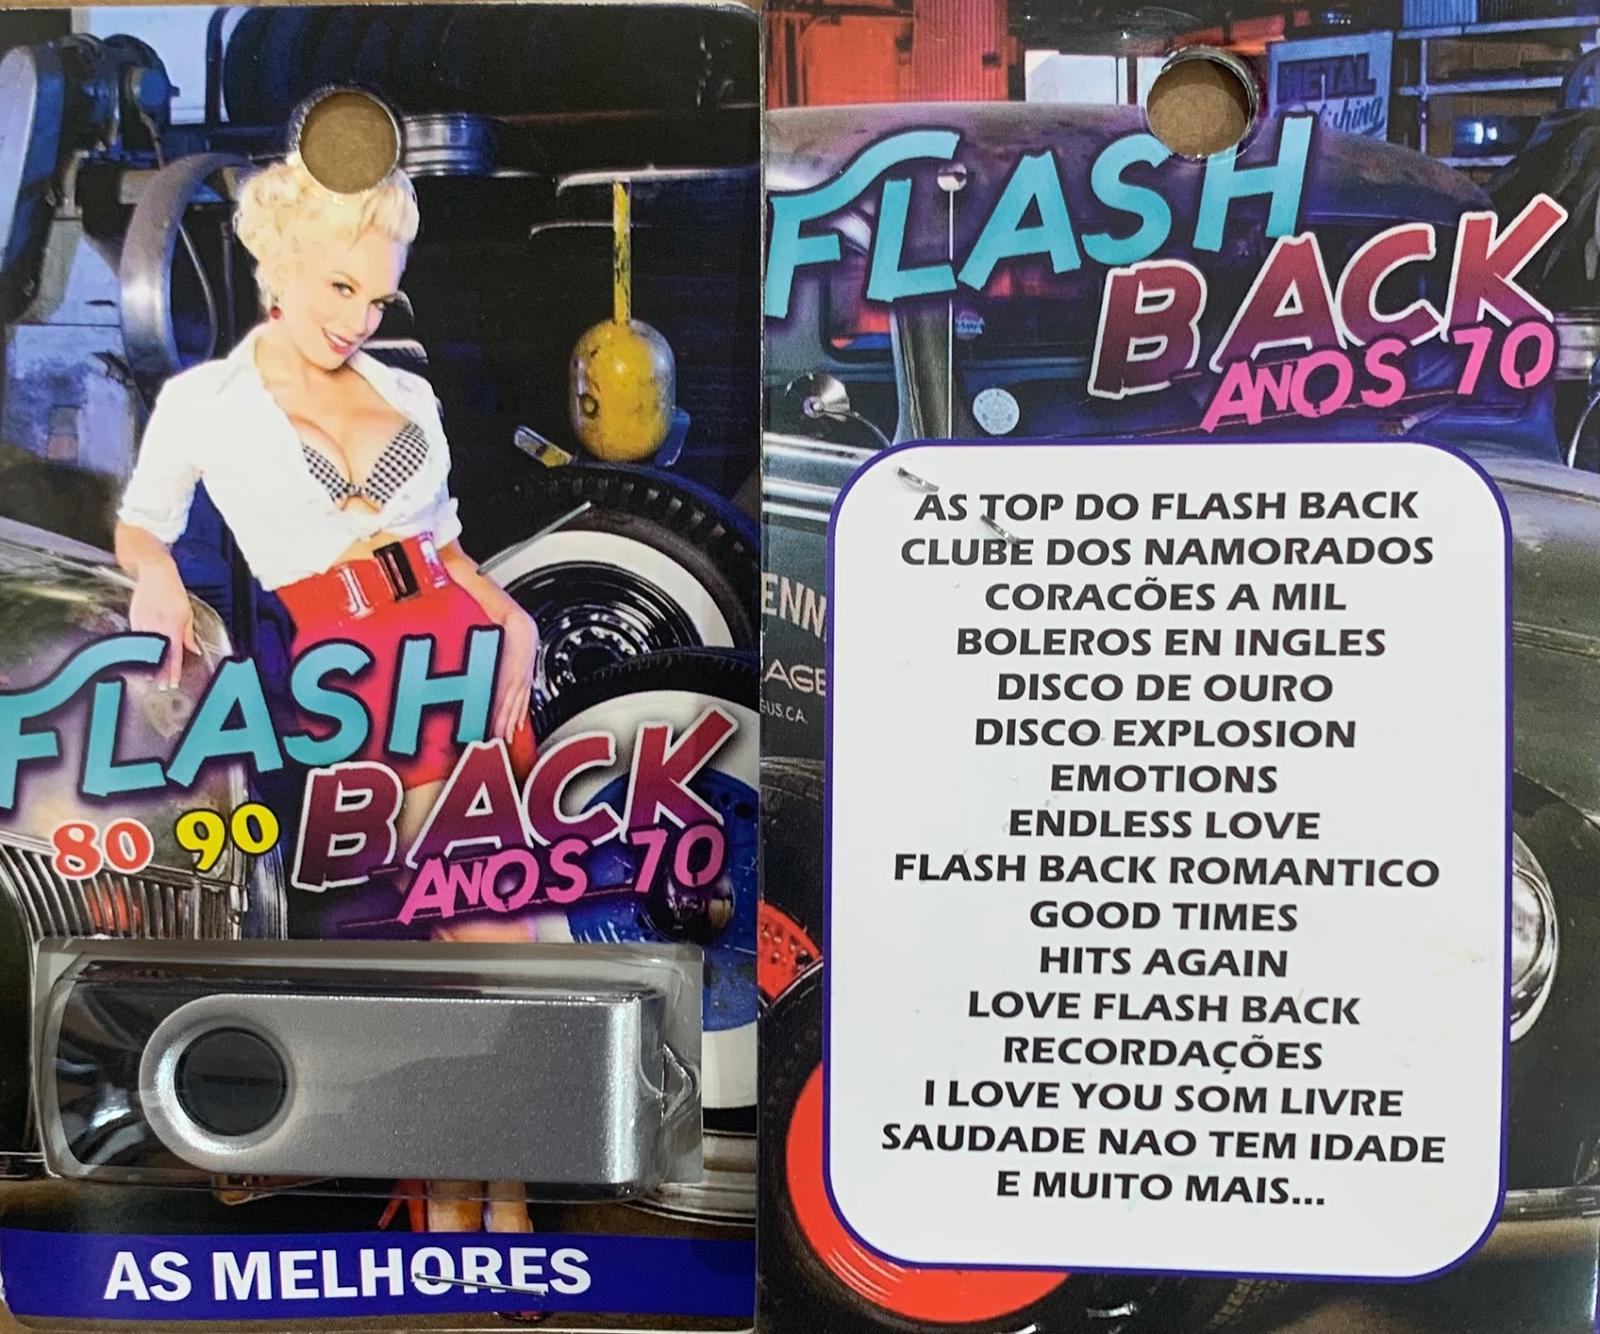 FLASH
BACK
80 90
ANOS 70
AS MELHORES
METAL
FLASH
BACK
ANOS 70
AS TOP DO FLASH BACK
CLUBE DOS NAMORADOS
CORACÕES A MIL
BOLEROS EN INGLES
DISCO DE OURO
DISCO EXPLOSION
EMOTIONS
ENDLESS LOVE
FLASH BACK ROMANTICO
GOOD TIMES
HITS AGAIN
LOVE FLASH BACK
RECORDAÇÕES
I LOVE YOU SOM LIVRE
SAUDADE NAO TEM IDADE
E MUITO MAIS...